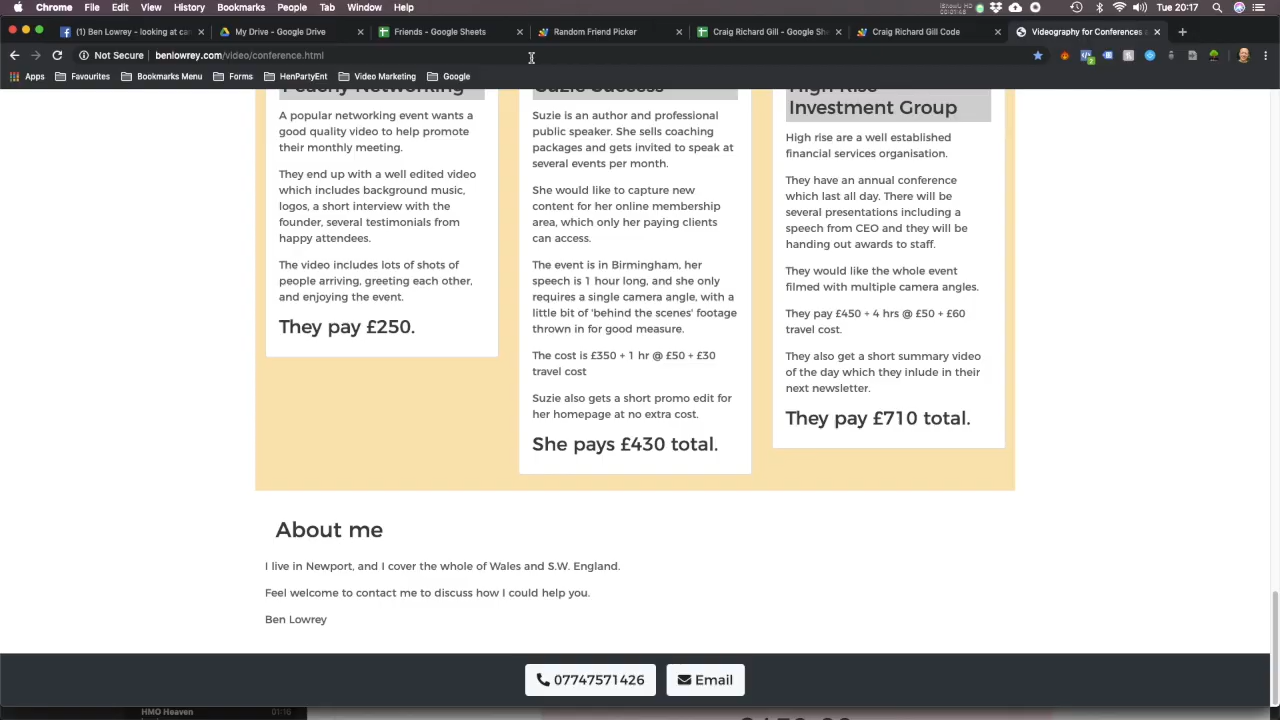 Chrome File Edit View History Bookmarks People Tab Window Help
Tue 20:17
(1) Ben Lowrey - looking at ca
My Drive - Google Drive
Friends - Google Sheets
Random Friend Picker
Craig Richard Gill - Google Sh
Craig Richard Gill Code
Videography for Conferences
Not Secure benlowrey.com/video/conference.html
Apps Favourites Bookmarks Menu Forms HenPartyEnt Video Marketing Google
Peachy Networking
A popular networking event wants a
good quality video to help promote
their monthly meeting.
They end up with a well edited video
which includes background music,
logos, a short interview with the
founder, several testimonials from
happy attendees.
The video includes lots of shots of
people arriving, greeting each other,
and enjoying the event.
They pay £250.
Suzie Success
Suzie is an author and professional
public speaker. She sells coaching
packages and gets invited to speak at
several events per month.
She would like to capture new
content for her online membership
area, which only her paying clients
can access.
The event is in Birmingham, her
speech is 1 hour long, and she only
requires a single camera angle, with a
little bit of 'behind the scenes' footage
thrown in for good measure.
The cost is £350 + 1 hr @ £50 + £30
travel cost
Suzie also gets a short promo edit for
her homepage at no extra cost.
She pays £430 total.
High Rise
Investment Group
High rise are a well established
financial services organisation.
They have an annual conference
which last all day. There will be
several presentations including a
speech from CEO and they will be
handing out awards to staff.
They would like the whole event
filmed with multiple camera angles.
They pay £450 + 4 hrs @ £50 + £60
travel cost.
They also get a short summary video
of the day which they inlude in their
next newsletter.
They pay £710 total.
About me
I live in Newport, and I cover the whole of Wales and S.W. England.
Feel welcome to contact me to discuss how I could help you.
Ben Lowrey
07747571426
Email
HMO Heaven
01:16